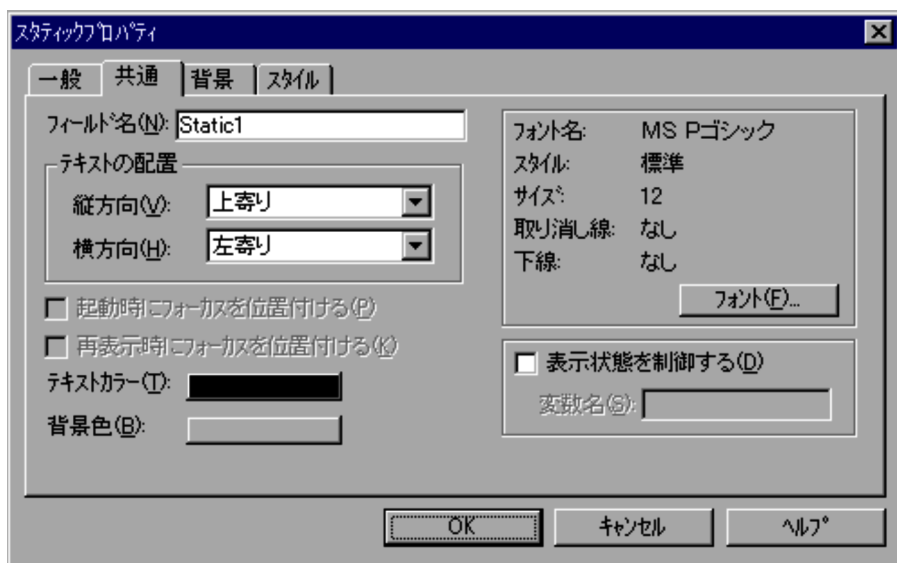 ｽﾀﾃｨｯｸﾌﾟﾛﾊﾟﾃｨ
一般 共通 背景 ｽﾀｲﾙ
ﾌｨｰﾙﾄﾞ名(N): Static1
テキストの配置
縦方向(V): 上寄り
横方向(H): 左寄り
起動時にﾌｫｰｶｽを位置付ける(P)
再表示時にﾌｫｰｶｽを位置付ける(K)
ﾃｷｽﾄｶﾗｰ(T):
背景色(B):
ﾌｫﾝﾄ名: MS Pゴシック
ｽﾀｲﾙ: 標準
ｻｲｽﾞ: 12
取り消し線: なし
下線: なし
ﾌｫﾝﾄ(F)...
表示状態を制御する(D)
変数名(S):
OK ｷｬﾝｾﾙ ﾍﾙﾌﾟ